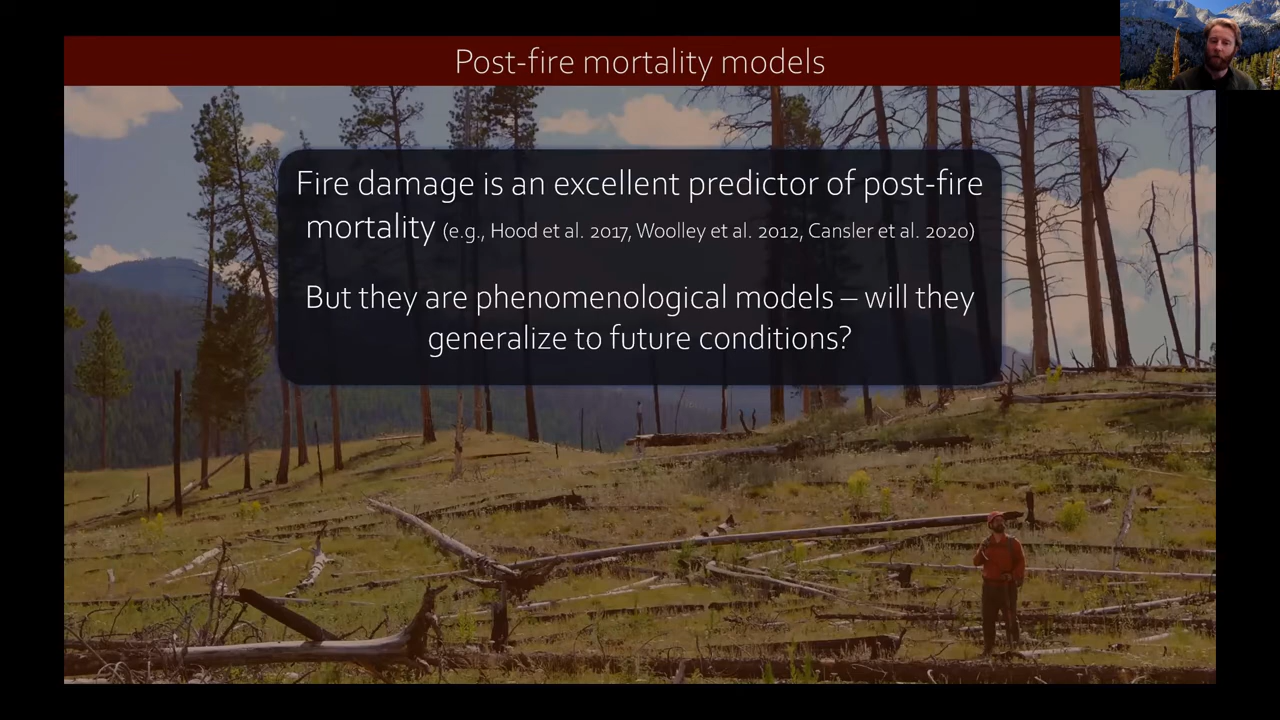 Post-fire mortality models
Fire damage is an excellent predictor of post-fire
mortality (e.g., Hood et al. 2017, Woolley et al. 2012, Cansler et al. 2020)
But they are phenomenological models – will they
generalize to future conditions?